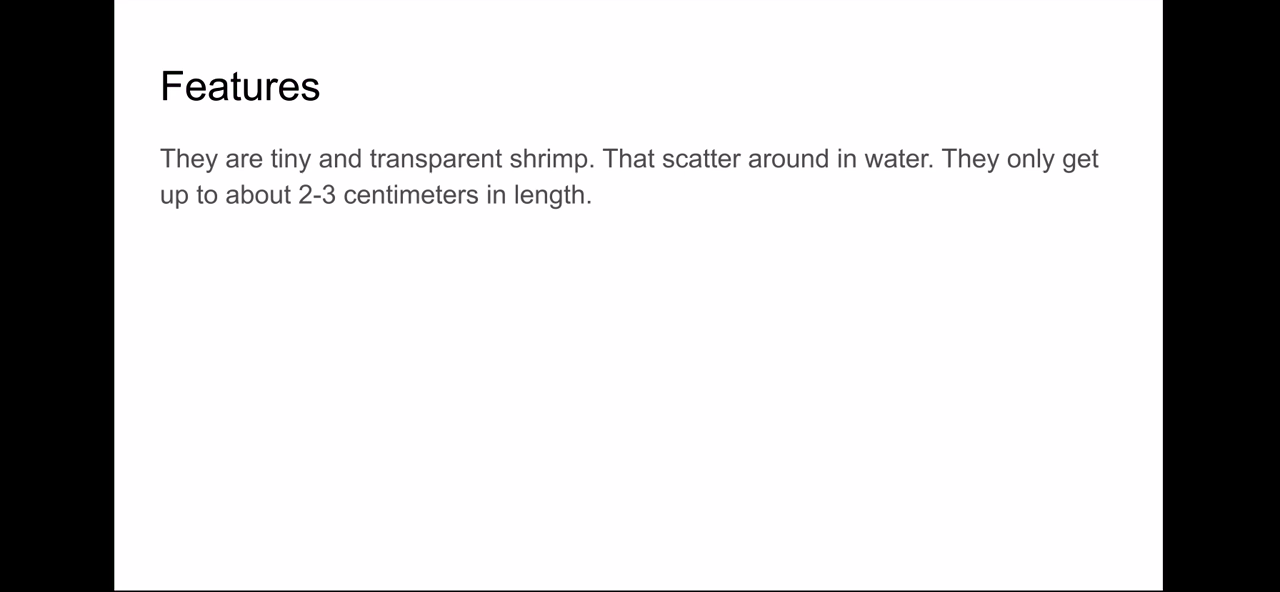 Features
They are tiny and transparent shrimp. That scatter around in water. They only get
up to about 2-3 centimeters in length.